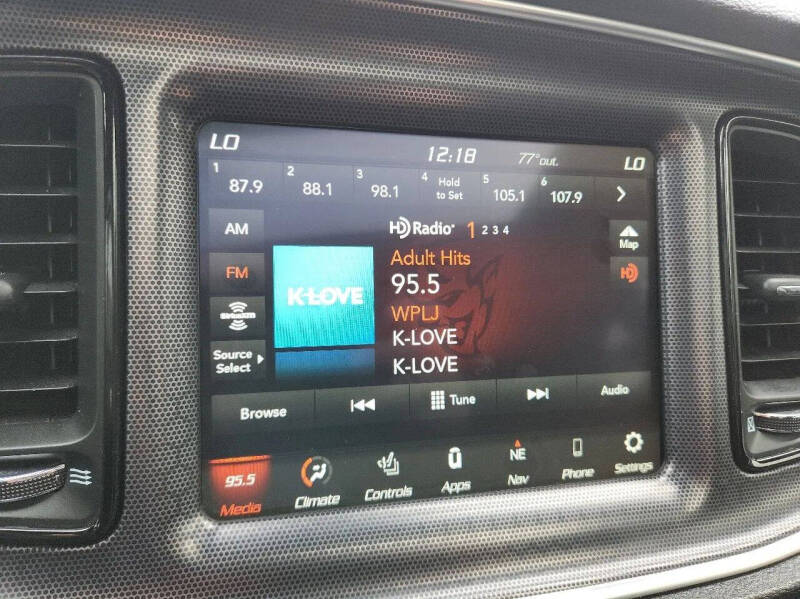 LO 12:18 77°out. LO
1 87.9 2 88.1 3 98.1 4 Hold to Set 5 105.1 6 107.9
AM
HD Radio 1 2 3 4
Map
FM
K-LOVE
Adult Hits
HD
95.5
SiriusXM
WPLJ
K-LOVE
Source Select
K-LOVE
Browse Tune Audio
95.5 NE
Media Climate Controls Apps Nav Phone Settings